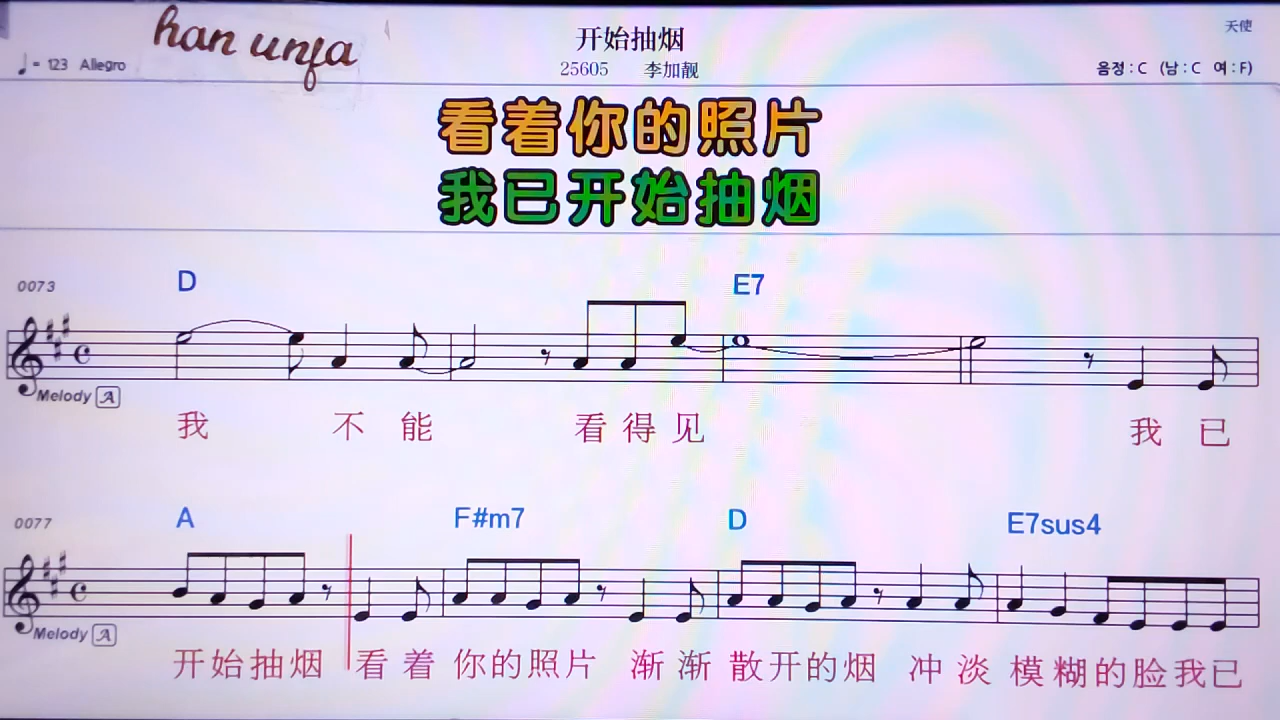 han unfa
开始抽烟
天使
♩= 123 Allegro
25605 李加靓
음정 : C (남 : C 여 : F)
看着你的照片
我已开始抽烟
0073
D E7
Melody A
我 不 能 看 得 见 我 已
0077
A F#m7 D E7sus4
Melody A
开始抽烟 看 着 你的照片 渐 渐 散开的烟 冲 淡 模糊的脸我已